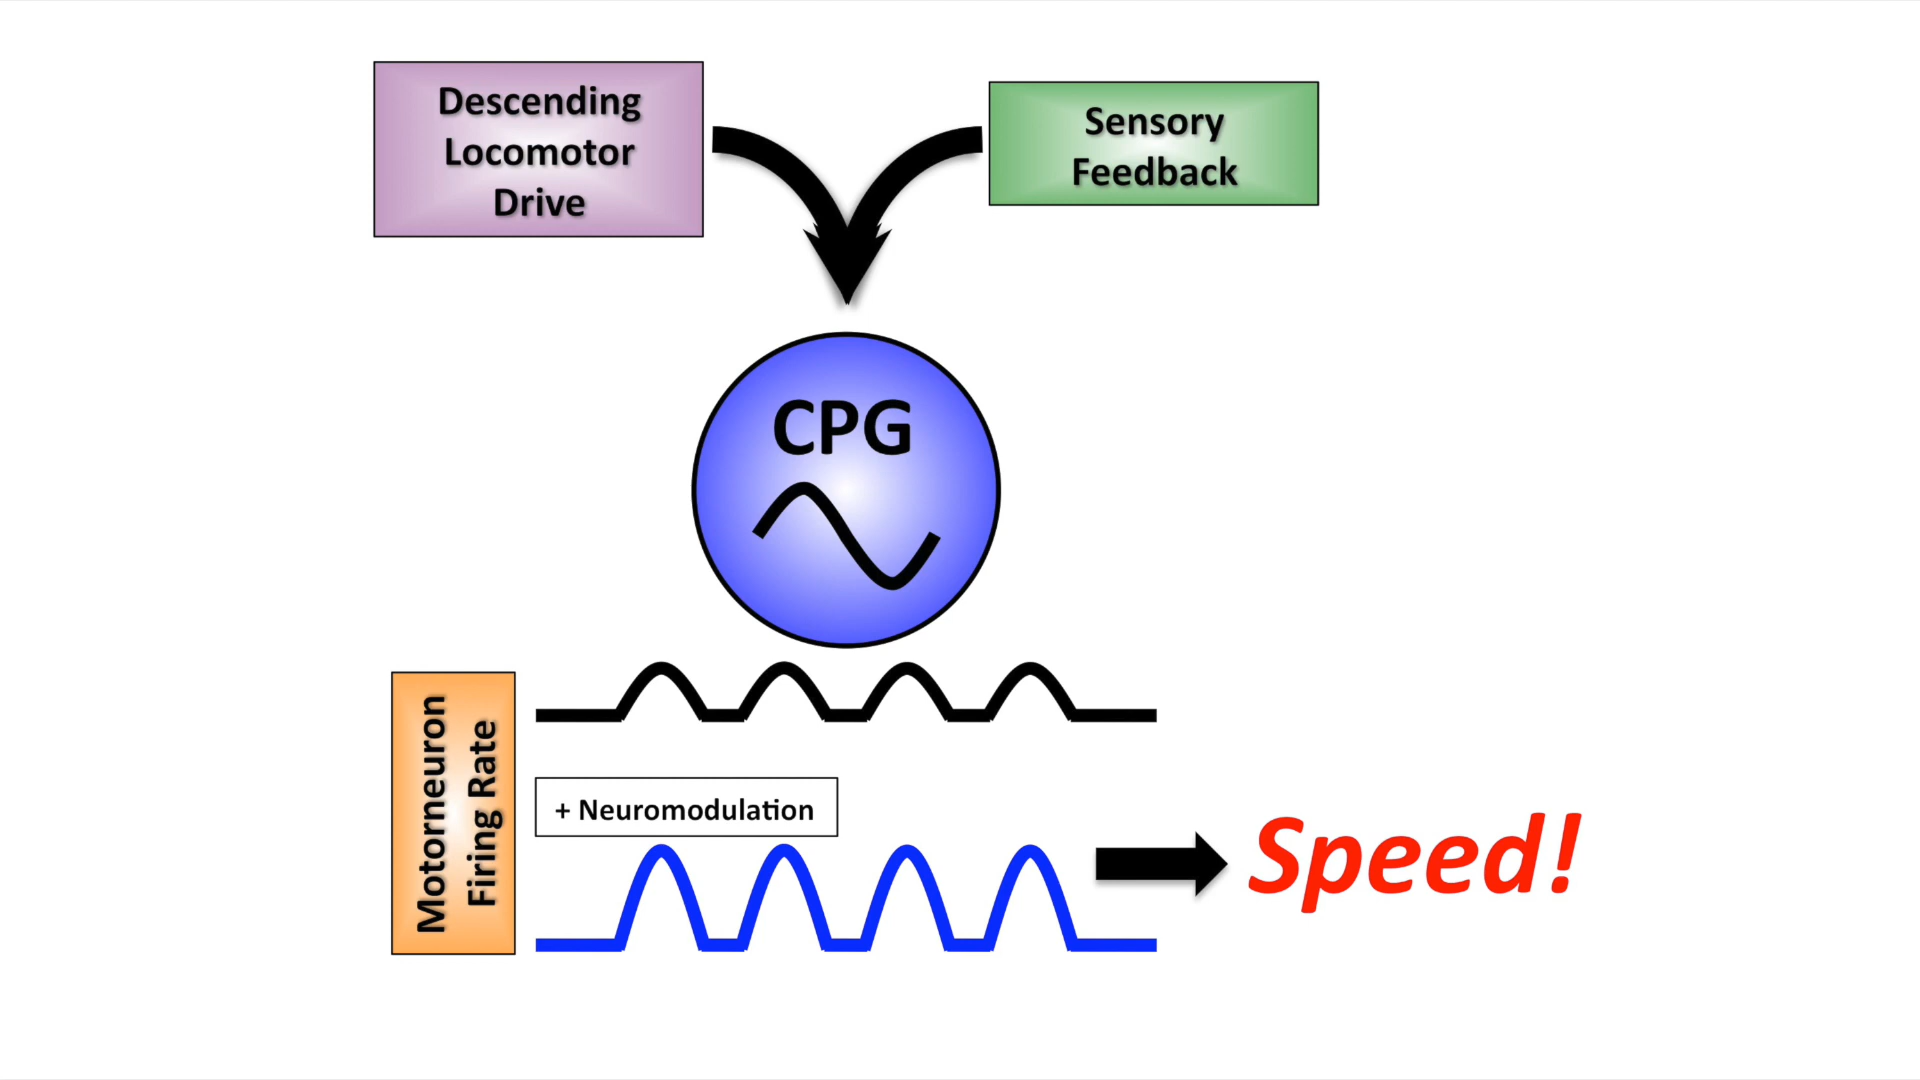 Descending
Locomotor
Drive
Sensory
Feedback
CPG
Motorneuron
Firing Rate
+ Neuromodulation
Speed!